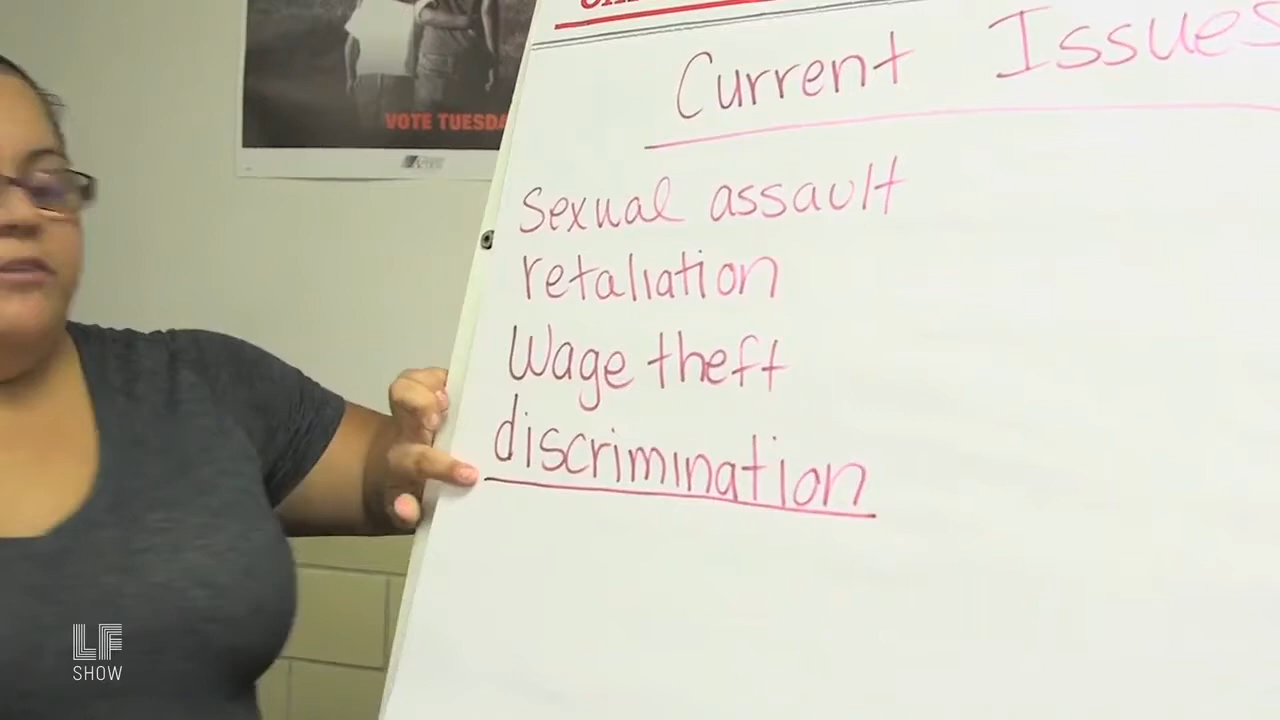 Current Issues
VOTE TUESDA
Sexual assault
retaliation
Wage theft
discrimination
LF
SHOW